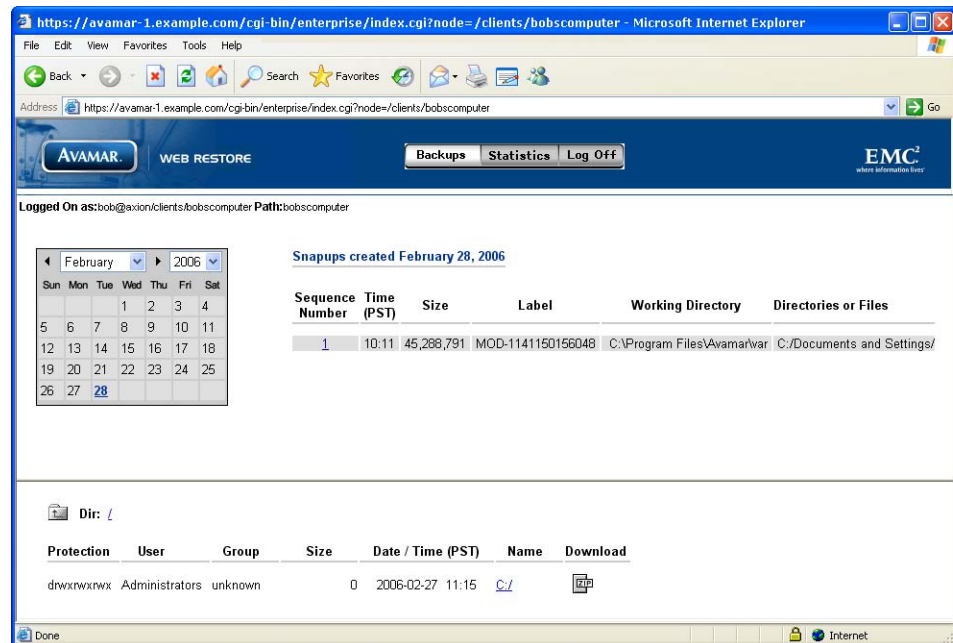 https://avamar-1.example.com/cgi-bin/enterprise/index.cgi?node=/clients/bobscomputer - Microsoft Internet Explorer
File Edit View Favorites Tools Help
Back Search Favorites
Address https://avamar-1.example.com/cgi-bin/enterprise/index.cgi?node=/clients/bobscomputer Go
AVAMAR. WEB RESTORE Backups Statistics Log Off EMC²
where information lives
Logged On as:bob@axion/clients/bobscomputer Path:bobscomputer
February 2006
Sun Mon Tue Wed Thu Fri Sat
1 2 3 4
5 6 7 8 9 10 11
12 13 14 15 16 17 18
19 20 21 22 23 24 25
26 27 28
Snapups created February 28, 2006
Sequence Number Time (PST) Size Label Working Directory Directories or Files
1 10:11 45,288,791 MOD-1141150156048 C:\Program Files\Avamar\var C:/Documents and Settings/
Dir: /
Protection User Group Size Date / Time (PST) Name Download
drwxrwxrwx Administrators unknown 0 2006-02-27 11:15 C:/ ZIP
Done Internet